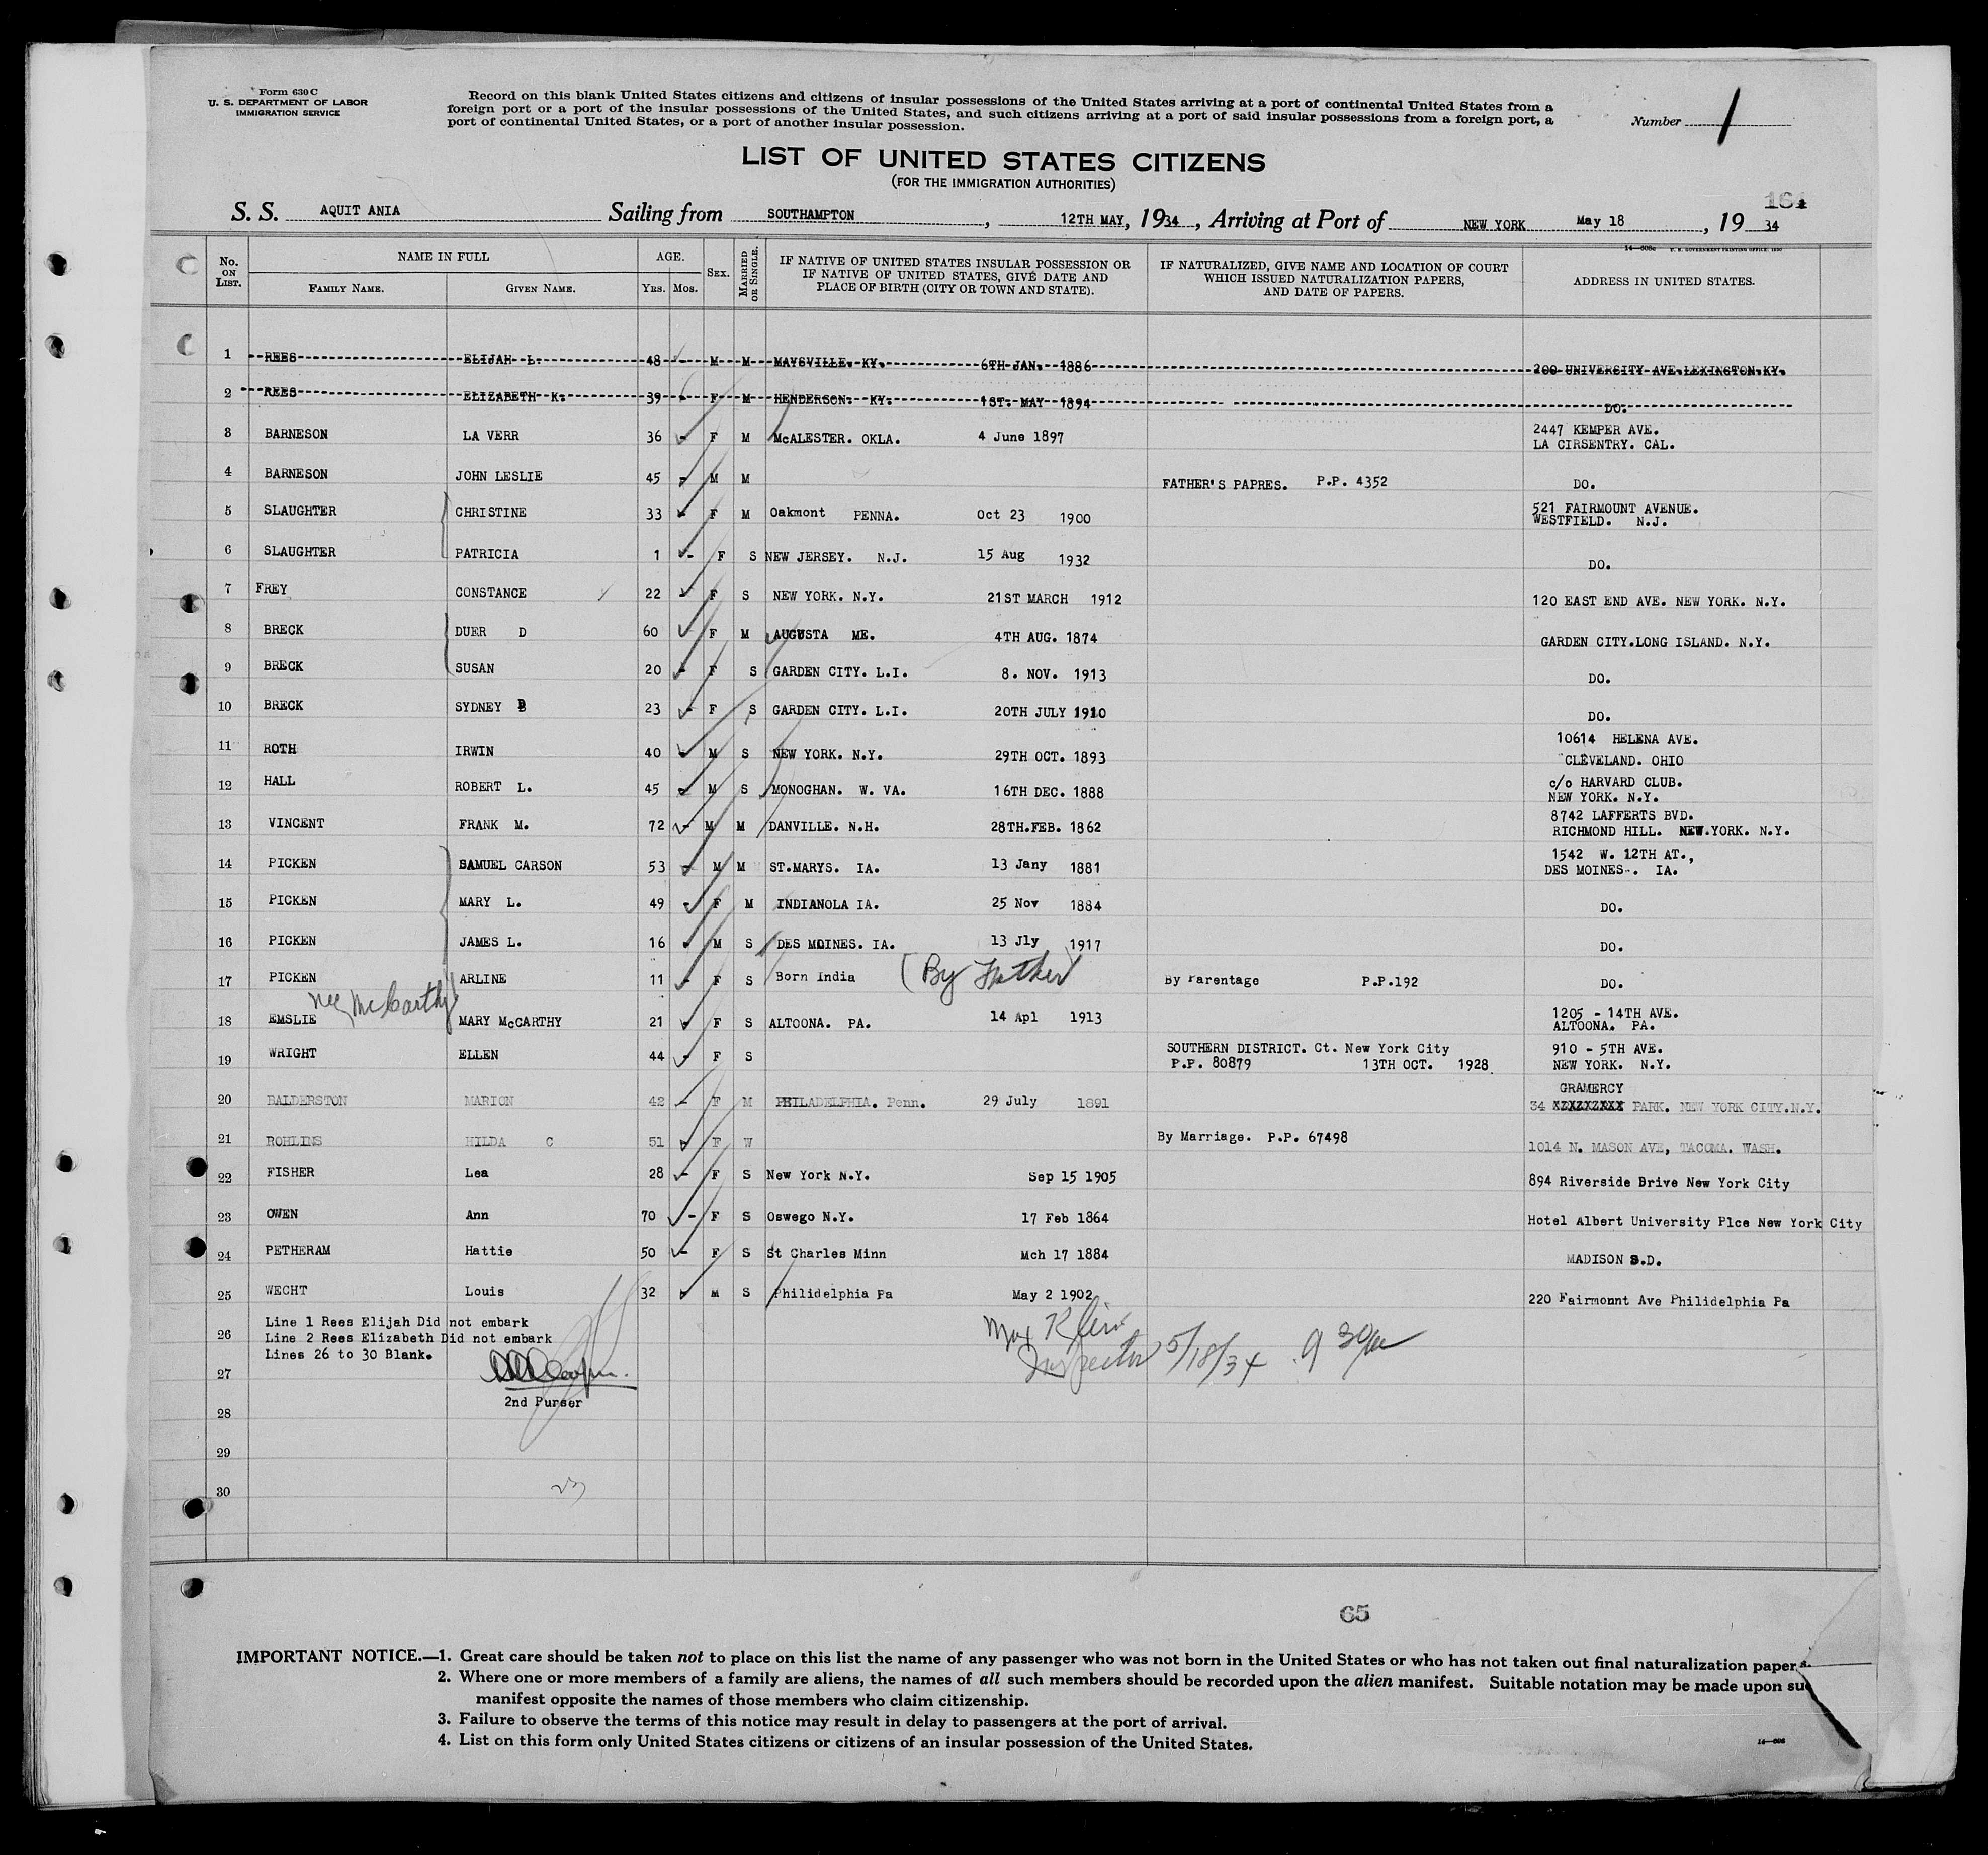 Form 630 C
U. S. DEPARTMENT OF LABOR
IMMIGRATION SERVICE
Record on this blank United States citizens and citizens of insular possessions of the United States arriving at a port of continental United States from a
foreign port or a port of the insular possessions of the United States, and such citizens arriving at a port of said insular possessions from a foreign port, a
port of continental United States, or a port of another insular possession.
Number 1
LIST OF UNITED STATES CITIZENS
(FOR THE IMMIGRATION AUTHORITIES)
164
S. S. AQUIT ANIA Sailing from SOUTHAMPTON, 12TH MAY, 1934, Arriving at Port of NEW YORK May 18, 19 34
14—608c U. S. GOVERNMENT PRINTING OFFICE: 1930
No. ON LIST. NAME IN FULL FAMILY NAME. GIVEN NAME. AGE. YRS. MOS. SEX. MARRIED OR SINGLE. IF NATIVE OF UNITED STATES INSULAR POSSESSION OR IF NATIVE OF UNITED STATES, GIVE DATE AND PLACE OF BIRTH (CITY OR TOWN AND STATE). IF NATURALIZED, GIVE NAME AND LOCATION OF COURT WHICH ISSUED NATURALIZATION PAPERS, AND DATE OF PAPERS. ADDRESS IN UNITED STATES.
1 REES ELIJAH L. 48 M M MAYSVILLE. KY. 6TH JAN. 1886 200 UNIVERSITY AVE.LEXINGTON.KY.
2 REES ELIZABETH K. 39 F M HENDERSON. KY. 1ST. MAY 1894 DO.
3 BARNESON LA VERR 36 F M McALESTER. OKLA. 4 June 1897 2447 KEMPER AVE.
LA CIRSENTRY. CAL.
4 BARNESON JOHN LESLIE 45 M M FATHER'S PAPRES. P.P. 4352 DO.
5 SLAUGHTER CHRISTINE 33 F M Oakmont PENNA. Oct 23 1900 521 FAIRMOUNT AVENUE.
WESTFIELD. N.J.
6 SLAUGHTER PATRICIA 1 F S NEW JERSEY. N.J. 15 Aug 1932 DO.
7 FREY CONSTANCE 22 F S NEW YORK. N.Y. 21ST MARCH 1912 120 EAST END AVE. NEW YORK. N.Y.
8 BRECK DUER D 60 F M AUGUSTA ME. 4TH AUG. 1874 GARDEN CITY.LONG ISLAND. N.Y.
9 BRECK SUSAN 20 F S GARDEN CITY. L.I. 8. NOV. 1913 DO.
10 BRECK SYDNEY B 23 F S GARDEN CITY. L.I. 20TH JULY 1910 DO.
11 ROTH IRWIN 40 M S NEW YORK. N.Y. 29TH OCT. 1893 10614 HELENA AVE.
CLEVELAND. OHIO
12 HALL ROBERT L. 45 M S MONOGHAN. W. VA. 16TH DEC. 1888 c/o HARVARD CLUB.
NEW YORK. N.Y.
13 VINCENT FRANK M. 72 M M DANVILLE. N.H. 28TH.FEB. 1862 8742 LAFFERTS BVD.
RICHMOND HILL. NEW.YORK. N.Y.
14 PICKEN SAMUEL CARSON 53 M M ST.MARYS. IA. 13 Jany 1881 1542 W. 12TH AT.,
DES MOINES-. IA.
15 PICKEN MARY L. 49 F M INDIANOLA IA. 25 Nov 1884 DO.
16 PICKEN JAMES L. 16 M S DES MOINES. IA. 13 Jly 1917 DO.
17 PICKEN ARLINE 11 F S Born India (By Father) By Parentage P.P.192 DO.
nee McCarthy
18 EMSLIE MARY McCARTHY 21 F S ALTOONA. PA. 14 Apl 1913 1205 - 14TH AVE.
ALTOONA. PA.
19 WRIGHT ELLEN 44 F S SOUTHERN DISTRICT. Ct. New York City 910 - 5TH AVE.
P.P. 80879 13TH OCT. 1928. NEW YORK. N.Y.
GRAMERCY
20 BALDERSTON MARION 42 F M PHILADELPHIA. Penn. 29 July 1891 34 XZXZXZXXX PARK. NEW YORK CITY.N.Y.
21 ROHLINS HILDA C 51 F W By Marriage. P.P. 67498 1014 N. MASON AVE, TACOMA. WASH.
22 FISHER Lea 28 F S New York N.Y. Sep 15 1905 894 Riverside Brive New York City
23 OWEN Ann 70 F S Oswego N.Y. 17 Feb 1864 Hotel Albert University Plce New York City
24 PETHERAM Hattie 50 F S St Charles Minn Mch 17 1884 MADISON S.D.
25 WECHT Louis 32 M S Philidelphia Pa May 2 1902 220 Fairmonnt Ave Philidelphia Pa
Line 1 Rees Elijah Did not embark
26 Line 2 Rees Elizabeth Did not embark
Lines 26 to 30 Blank.
Max Klein
Inspector 5/18/34 9 30 AM
27
2nd Purser
28
29
30
23
65
IMPORTANT NOTICE.—1. Great care should be taken not to place on this list the name of any passenger who was not born in the United States or who has not taken out final naturalization papers.
2. Where one or more members of a family are aliens, the names of all such members should be recorded upon the alien manifest. Suitable notation may be made upon su
manifest opposite the names of those members who claim citizenship.
3. Failure to observe the terms of this notice may result in delay to passengers at the port of arrival.
4. List on this form only United States citizens or citizens of an insular possession of the United States.
14—608